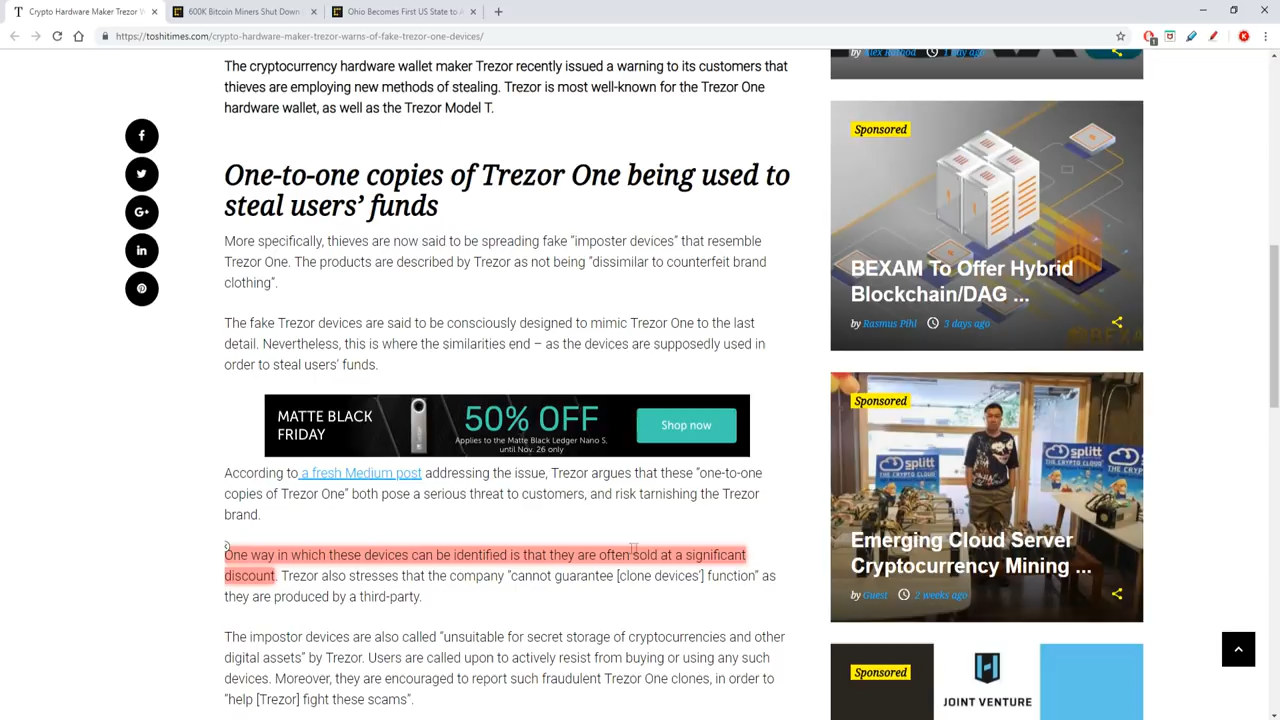 Crypto Hardware Maker Trezor W
600K Bitcoin Miners Shut Down
Ohio Becomes First US State to A
https://toshitimes.com/crypto-hardware-maker-trezor-warns-of-fake-trezor-one-devices/
The cryptocurrency hardware wallet maker Trezor recently issued a warning to its customers that
thieves are employing new methods of stealing. Trezor is most well-known for the Trezor One
hardware wallet, as well as the Trezor Model T.
One-to-one copies of Trezor One being used to
steal users’ funds
More specifically, thieves are now said to be spreading fake “imposter devices” that resemble
Trezor One. The products are described by Trezor as not being “dissimilar to counterfeit brand
clothing”.
The fake Trezor devices are said to be consciously designed to mimic Trezor One to the last
detail. Nevertheless, this is where the similarities end – as the devices are supposedly used in
order to steal users’ funds.
MATTE BLACK
FRIDAY
50% OFF
Applies to the Matte Black Ledger Nano S,
until Nov. 26 only
Shop now
According to a fresh Medium post addressing the issue, Trezor argues that these “one-to-one
copies of Trezor One” both pose a serious threat to customers, and risk tarnishing the Trezor
brand.
One way in which these devices can be identified is that they are often sold at a significant
discount. Trezor also stresses that the company “cannot guarantee [clone devices’] function” as
they are produced by a third-party.
The impostor devices are also called “unsuitable for secret storage of cryptocurrencies and other
digital assets” by Trezor. Users are called upon to actively resist from buying or using any such
devices. Moreover, they are encouraged to report such fraudulent Trezor One clones, in order to
“help [Trezor] fight these scams”.
by Alex 1 day ago
Sponsored
BEXAM To Offer Hybrid
Blockchain/DAG ...
by Rasmus Pihl 3 days ago
Sponsored
splitt
THE CRYPTO CLOUD
splitt
THE CRYPTO CLOUD
Emerging Cloud Server
Cryptocurrency Mining ...
by Guest 2 weeks ago
Sponsored
JOINT VENTURE